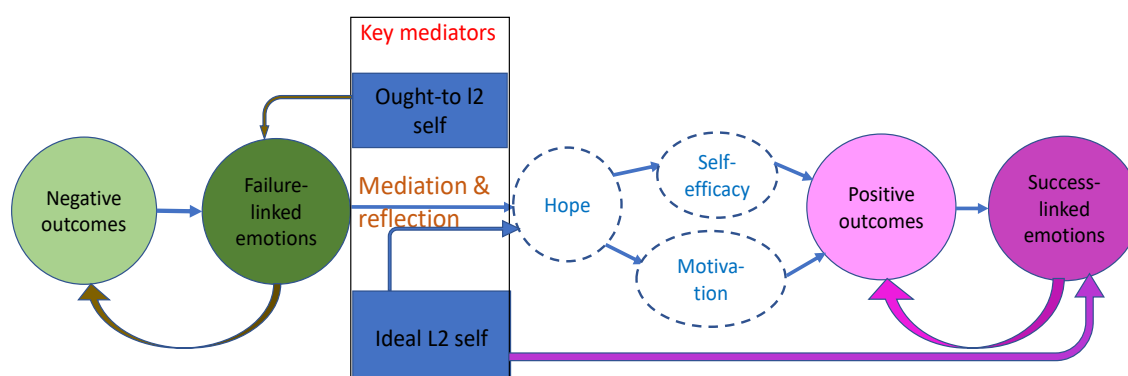 Key mediators
Ought-to l2
self
Negative
outcomes
Failure-
linked
emotions
Mediation &
reflection
Hope
Self-
efficacy
Motiva-
tion
Positive
outcomes
Success-
linked
emotions
Ideal L2 self